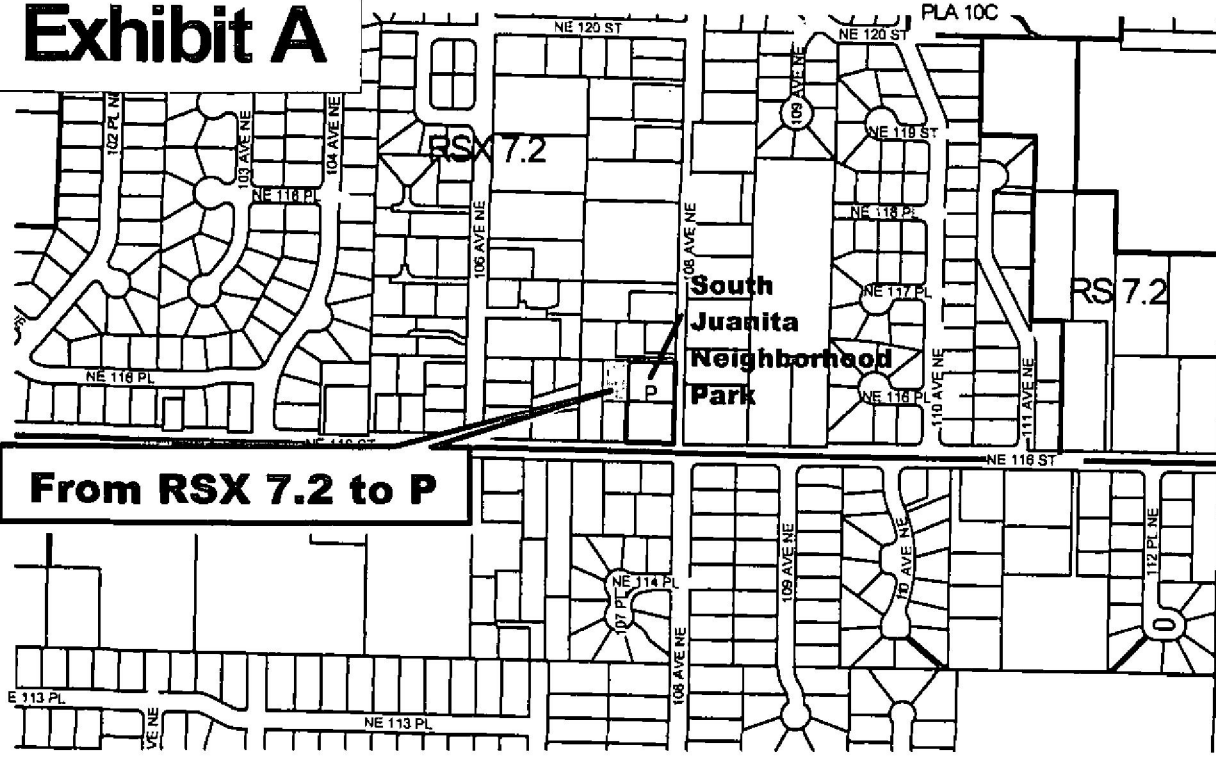 Exhibit A
PLA 10C
NE 120 ST
NE 120 ST
102 PL NE
103 AVE NE
104 AVE NE
109 AVE NE
NE 119 ST
RSX 7.2
NE 118 PL
NE 118 PL
106 AVE NE
108 AVE NE
South
Juanita
Neighborhood
Park
P
NE 117 PL
RS 7.2
NE 116 PL
NE 116 PL
110 AVE NE
111 AVE NE
NE 116 ST
From RSX 7.2 to P
109 AVE NE
110 AVE NE
112 PL NE
NE 114 PL
107 PL
108 AVE NE
E 113 PL
VE NE
NE 113 PL